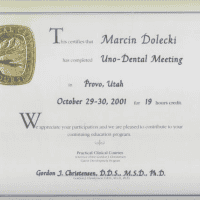 This certifies that Marcin Dolecki
has completed Uno-Dental Meeting
in Provo, Utah
October 29-30, 2001 for 19 hours credit
We appreciate your participation and we are pleased to contribute to your
continuing education program.
Practical Clinical Courses
Gordon J. Christensen, D.D.S., M.S.D., Ph.D.